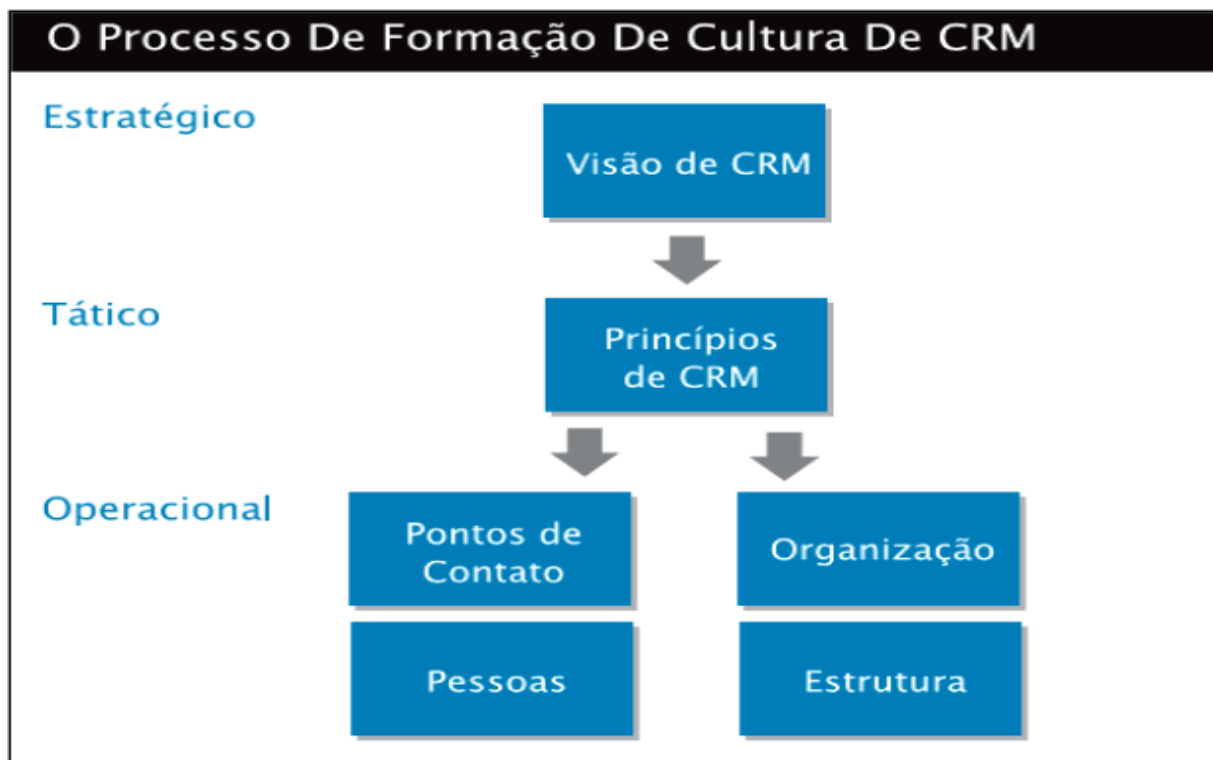 O Processo De Formação De Cultura De CRM
Estratégico
Visão de CRM
Tático
Princípios
de CRM
Operacional
Pontos de
Contato
Organização
Pessoas
Estrutura